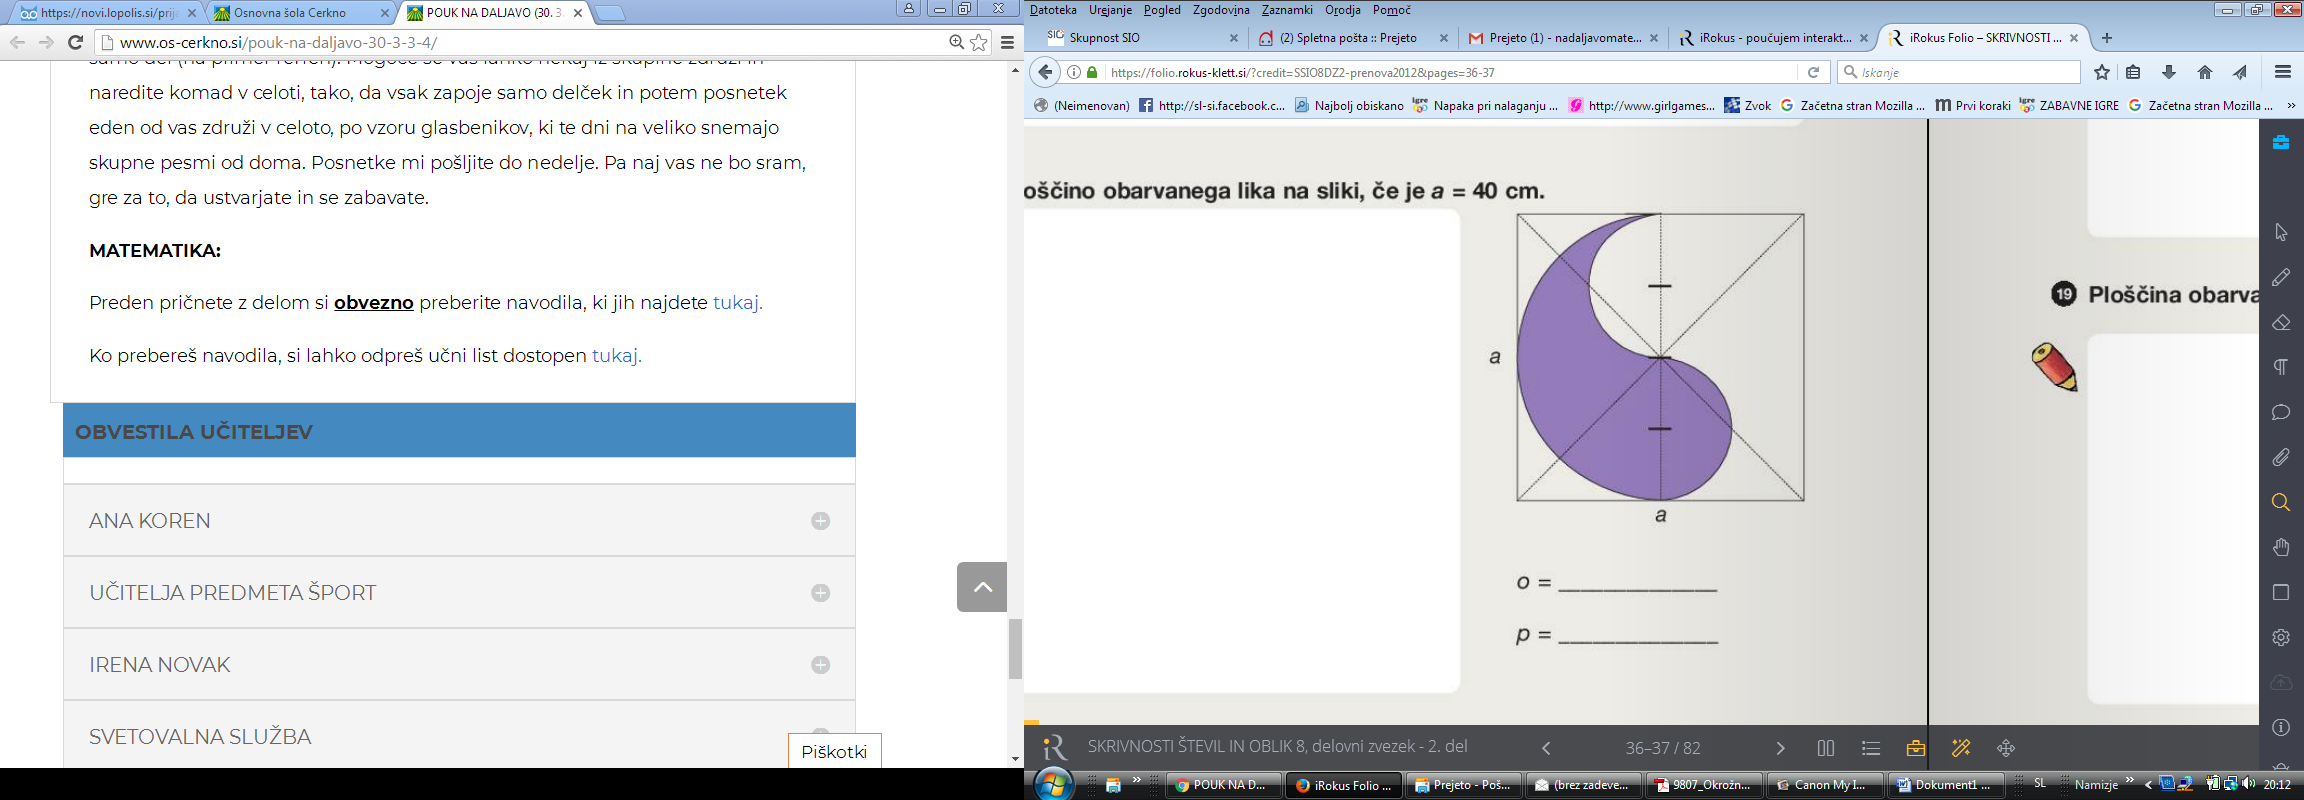 https://novi.lopolis.si/prij
Osnovna šola Cerkno
POUK NA DALJAVO (30. 3.
www.os-cerkno.si/pouk-na-daljavo-30-3-3-4/
naredite komad v celoti, tako, da vsak zapoje samo delček in potem posnetek
eden od vas združi v celoto, po vzoru glasbenikov, ki te dni na veliko snemajo
skupne pesmi od doma. Posnetke mi pošljite do nedelje. Pa naj vas ne bo sram,
gre za to, da ustvarjate in se zabavate.
MATEMATIKA:
Preden pričnete z delom si obvezno preberite navodila, ki jih najdete tukaj.
Ko prebereš navodila, si lahko odpreš učni list dostopen tukaj.
OBVESTILA UČITELJEV
ANA KOREN
UČITELJA PREDMETA ŠPORT
IRENA NOVAK
SVETOVALNA SLUŽBA
Piškotki
Datoteka Urejanje Pogled Zgodovina Zaznamki Orodja Pomoč
SIO Skupnost SIO
(2) Spletna pošta :: Prejeto
Prejeto (1) - nadaljavomate...
iRokus - poučujem interakt...
iRokus Folio – SKRIVNOSTI ...
https://folio.rokus-klett.si/?credit=SSIO8DZ2-prenova2012&pages=36-37
Iskanje
(Neimenovan) http://sl-si.facebook.c... Najbolj obiskano Napaka pri nalaganju ... http://www.girlgames... Zvok Začetna stran Mozilla ... Prvi koraki ZABAVNE IGRE Začetna stran Mozilla ...
oščino obarvanega lika na sliki, če je a = 40 cm.
a
a
o = ____________
p = ____________
19 Ploščina obarva
SKRIVNOSTI ŠTEVIL IN OBLIK 8, delovni zvezek - 2. del
36–37 / 82
POUK NA D... iRokus Folio ... Prejeto - Poš... (brez zadeve... 9807_Okrožn... Canon My I... Dokument1 ... SL Namizje 20:12